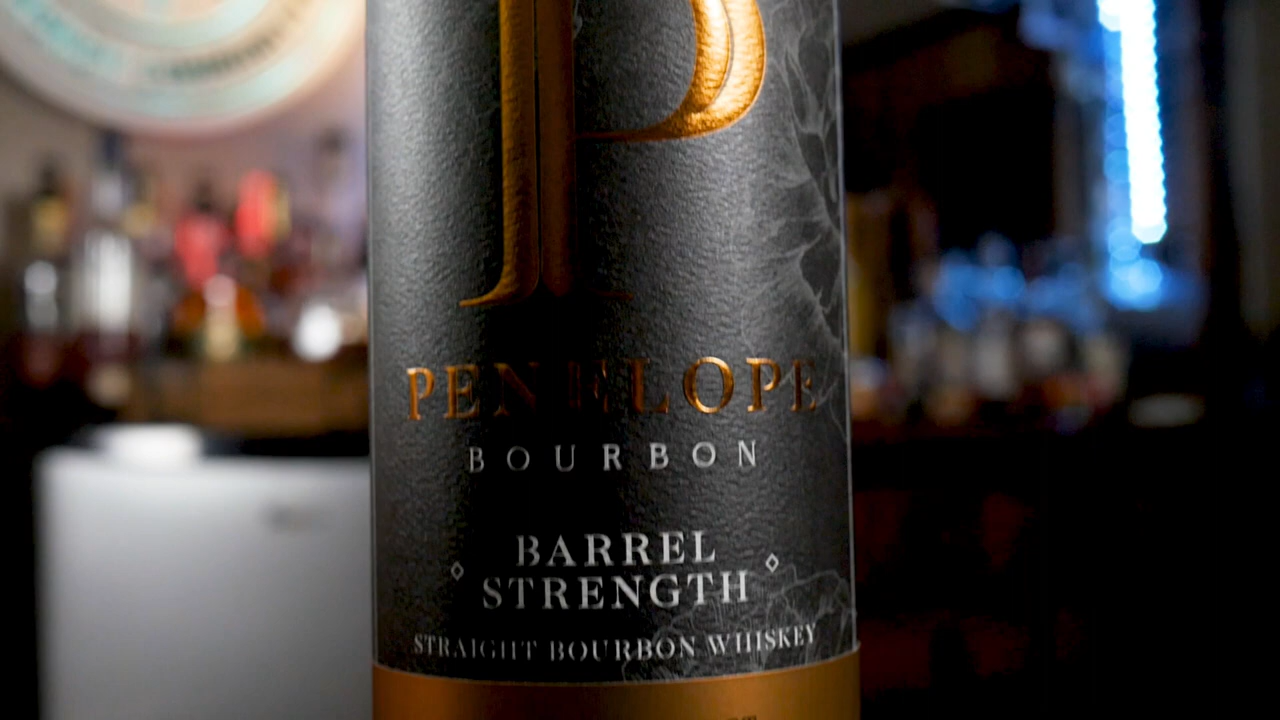 P
PENELOPE
BOURBON
BARREL
STRENGTH
STRAIGHT BOURBON WHISKEY